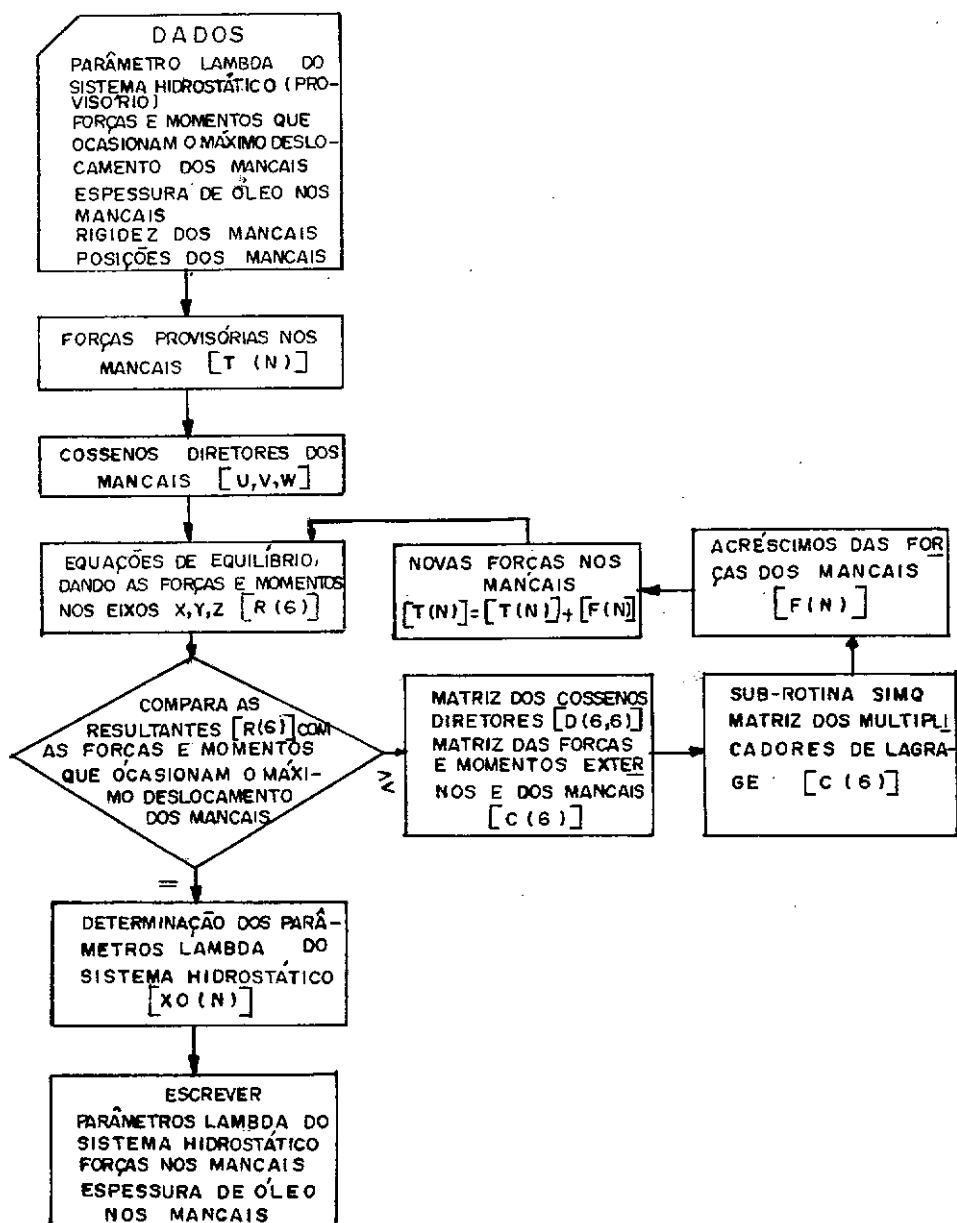 DADOS
PARÂMETRO LAMBDA DO
SISTEMA HIDROSTÁTICO (PRO-
VISÓRIO)
FORÇAS E MOMENTOS QUE
OCASIONAM O MÁXIMO DESLO-
CAMENTO DOS MANCAIS
ESPESSURA DE ÓLEO NOS
MANCAIS
RIGIDEZ DOS MANCAIS
POSIÇÕES DOS MANCAIS
FORÇAS PROVISÓRIAS NOS
MANCAIS [T (N)]
COSSENOS DIRETORES DOS
MANCAIS [U,V,W]
EQUAÇÕES DE EQUILÍBRIO,
DANDO AS FORÇAS E MOMENTOS
NOS EIXOS X,Y,Z [R(6)]
COMPARA AS
RESULTANTES [R(6)] COM
AS FORÇAS E MOMENTOS
QUE OCASIONAM O MÁXI-
MO DESLOCAMENTO
DOS MANCAIS
≷
MATRIZ DOS COSSENOS
DIRETORES [D(6,6)]
MATRIZ DAS FORÇAS
E MOMENTOS EXTER
NOS E DOS MANCAIS
[C(6)]
SUB-ROTINA SIMQ
MATRIZ DOS MULTIPLI
CADORES DE LAGRA-
GE [C(6)]
ACRÉSCIMOS DAS FOR
ÇAS DOS MANCAIS
[F(N)]
NOVAS FORÇAS NOS
MANCAIS
[T(N)]=[T(N)]+[F(N)]
=
DETERMINAÇÃO DOS PARÂ-
METROS LAMBDA DO
SISTEMA HIDROSTÁTICO
[XO(N)]
ESCREVER
PARÂMETROS LAMBDA DO
SISTEMA HIDROSTÁTICO
FORÇAS NOS MANCAIS
ESPESSURA DE ÓLEO
NOS MANCAIS